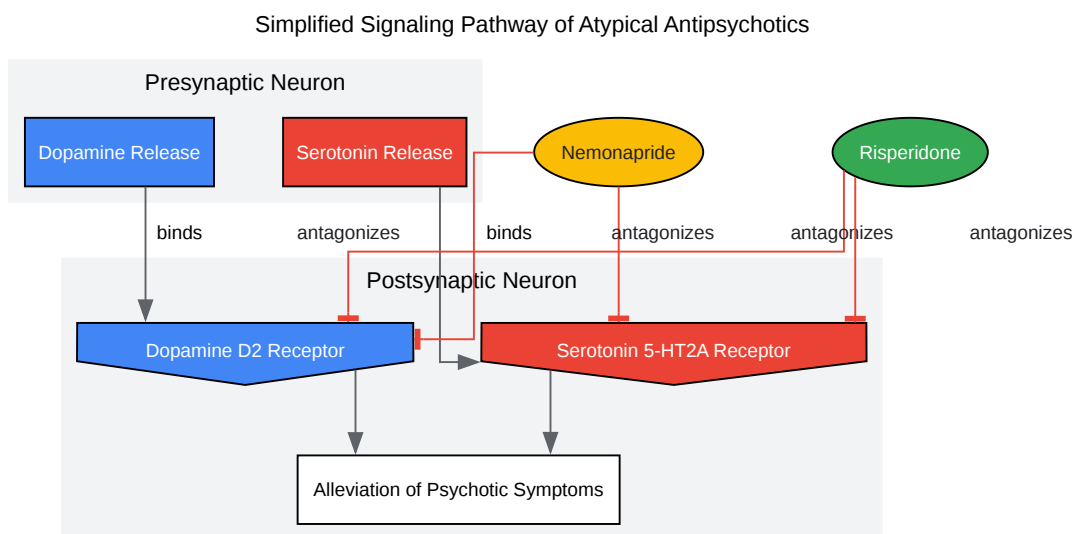 Simplified Signaling Pathway of Atypical Antipsychotics
Presynaptic Neuron
Dopamine Release
Serotonin Release
Nemonapride
Risperidone
binds
antagonizes
binds
antagonizes
antagonizes
antagonizes
Postsynaptic Neuron
Dopamine D2 Receptor
Serotonin 5-HT2A Receptor
Alleviation of Psychotic Symptoms